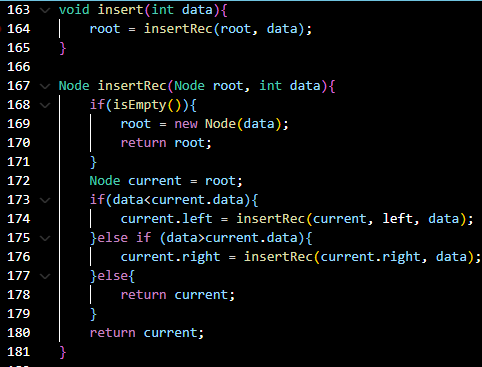 163 void insert(int data){
164 root = insertRec(root, data);
165 }
166
167 Node insertRec(Node root, int data){
168 if(isEmpty()){
169 root = new Node(data);
170 return root;
171 }
172 Node current = root;
173 if(data<current.data){
174 current.left = insertRec(current, left, data);
175 }else if (data>current.data){
176 current.right = insertRec(current.right, data);
177 }else{
178 return current;
179 }
180 return current;
181 }